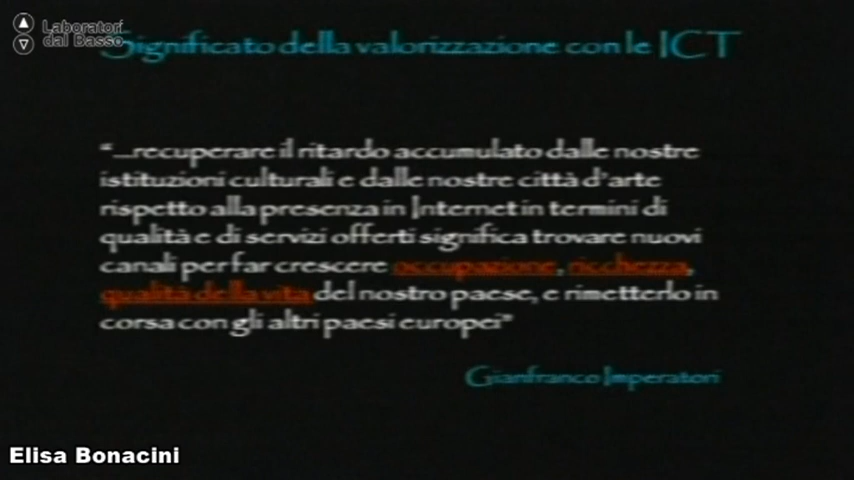 Laboratori
dal Basso
Significato della valorizzazione con le ICT
"...recuperare il ritardo accumulato dalle nostre
istituzioni culturali e dalle nostre città d'arte
rispetto alla presenza in Internet in termini di
qualità e di servizi offerti significa trovare nuovi
canali per far crescere occupazione, ricchezza,
qualità della vita del nostro paese, e rimetterlo in
corsa con gli altri paesi europei"
Gianfranco Imperatori
Elisa Bonacini